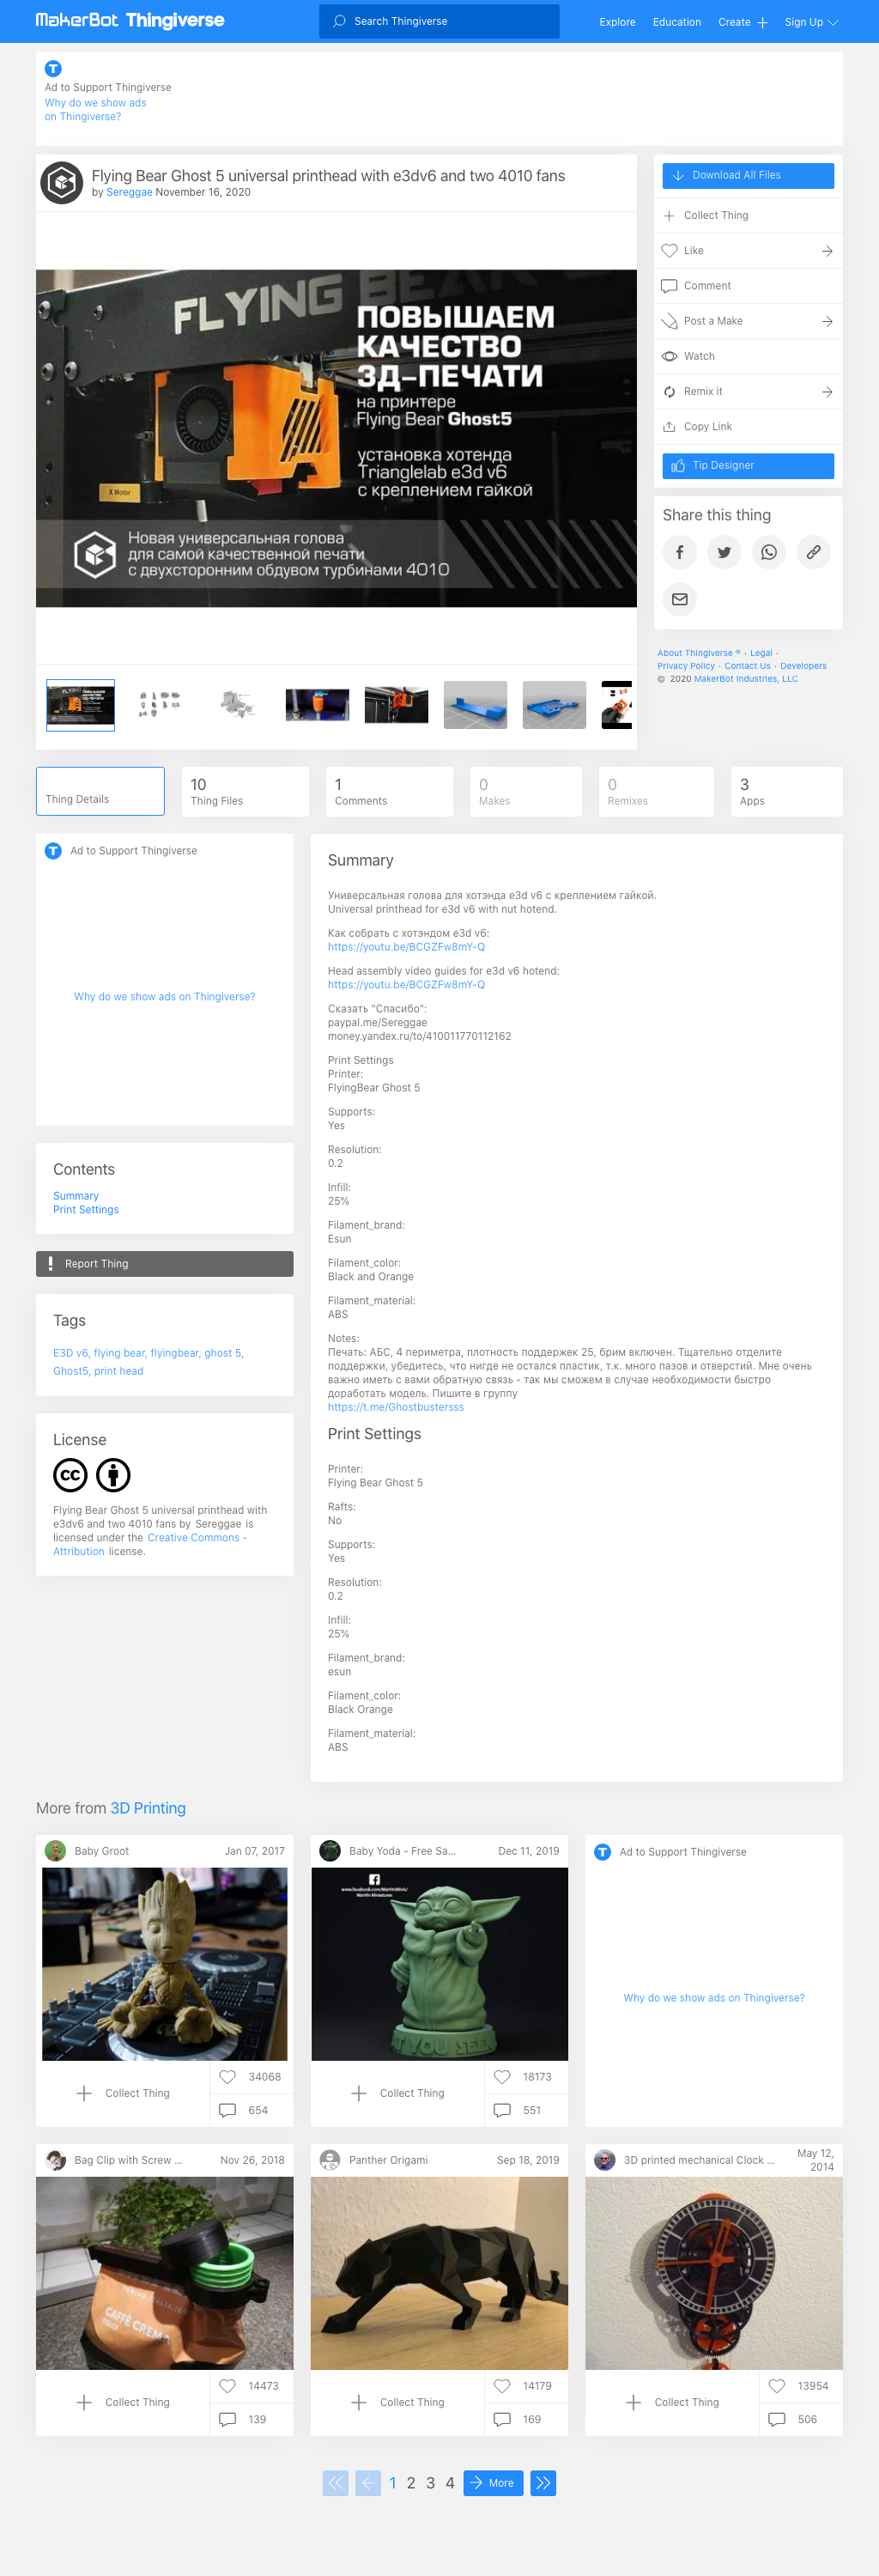 MakerBot Thingiverse
Search Thingiverse
Explore
Education
Create
Sign Up
Ad to Support Thingiverse
Why do we show ads
on Thingiverse?
Flying Bear Ghost 5 universal printhead with e3dv6 and two 4010 fans
by Sereggae November 16, 2020
FLYING BEAR
ПОВЫШАЕМ
КАЧЕСТВО
3Д-ПЕЧАТИ
на принтере
Flying Bear Ghost5
установка хотенда
Trianglelab e3d v6
с креплением гайкой
X Motor
Новая универсальная голова
для самой качественной печати
с двухсторонним обдувом турбинами 4010
Download All Files
Collect Thing
Like
Comment
Post a Make
Watch
Remix it
Copy Link
Tip Designer
Share this thing
About Thingiverse ® · Legal ·
Privacy Policy · Contact Us · Developers
© 2020 MakerBot Industries, LLC
Thing Details
10
Thing Files
1
Comments
0
Makes
0
Remixes
3
Apps
Ad to Support Thingiverse
Why do we show ads on Thingiverse?
Contents
Summary
Print Settings
Report Thing
Tags
E3D v6, flying bear, flyingbear, ghost 5,
Ghost5, print head
License
cc
Flying Bear Ghost 5 universal printhead with
e3dv6 and two 4010 fans by Sereggae is
licensed under the Creative Commons -
Attribution license.
Summary
Универсальная голова для хотэнда e3d v6 с креплением гайкой.
Universal printhead for e3d v6 with nut hotend.
Как собрать с хотэндом e3d v6:
https://youtu.be/BCGZFw8mY-Q
Head assembly video guides for e3d v6 hotend:
https://youtu.be/BCGZFw8mY-Q
Сказать "Спасибо":
paypal.me/Sereggae
money.yandex.ru/to/410011770112162
Print Settings
Printer:
FlyingBear Ghost 5
Supports:
Yes
Resolution:
0.2
Infill:
25%
Filament_brand:
Esun
Filament_color:
Black and Orange
Filament_material:
ABS
Notes:
Печать: АБС, 4 периметра, плотность поддержек 25, брим включен. Тщательно отделите
поддержки, убедитесь, что нигде не остался пластик, т.к. много пазов и отверстий. Мне очень
важно иметь с вами обратную связь - так мы сможем в случае необходимости быстро
доработать модель. Пишите в группу
https://t.me/Ghostbustersss
Print Settings
Printer:
Flying Bear Ghost 5
Rafts:
No
Supports:
Yes
Resolution:
0.2
Infill:
25%
Filament_brand:
esun
Filament_color:
Black Orange
Filament_material:
ABS
More from 3D Printing
Baby Groot
Jan 07, 2017
Collect Thing
34068
654
Baby Yoda - Free Sa...
Dec 11, 2019
Collect Thing
18173
551
Ad to Support Thingiverse
Why do we show ads on Thingiverse?
Bag Clip with Screw ...
Nov 26, 2018
CAFFÈ CREMA
DOLCE
Collect Thing
14473
139
Panther Origami
Sep 18, 2019
Collect Thing
14179
169
3D printed mechanical Clock ...
May 12,
2014
Collect Thing
13954
506
1 2 3 4
More